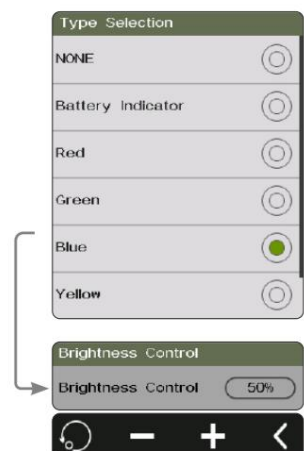 Type Selection
NONE
Battery Indicator
Red
Green
Blue
Yellow
Brightness Control
Brightness Control 50%